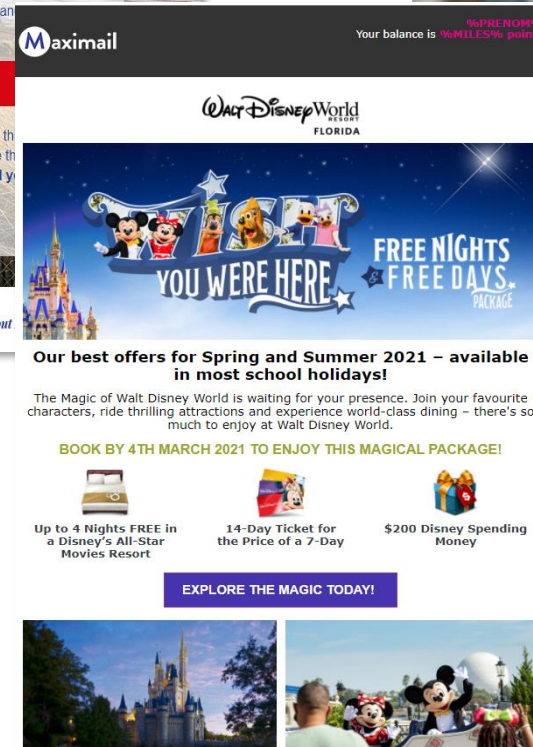 Maximail
%PRENOM%
Your balance is %MILES% point
WALT DISNEY World
RESORT
FLORIDA
WISH
YOU WERE HERE
FREE NIGHTS
& FREE DAYS
PACKAGE
Our best offers for Spring and Summer 2021 – available
in most school holidays!
The Magic of Walt Disney World is waiting for your presence. Join your favourite
characters, ride thrilling attractions and experience world-class dining – there's so
much to enjoy at Walt Disney World.
BOOK BY 4TH MARCH 2021 TO ENJOY THIS MAGICAL PACKAGE!
Up to 4 Nights FREE in
a Disney's All-Star
Movies Resort
14-Day Ticket for
the Price of a 7-Day
$200 Disney Spending
Money
EXPLORE THE MAGIC TODAY!